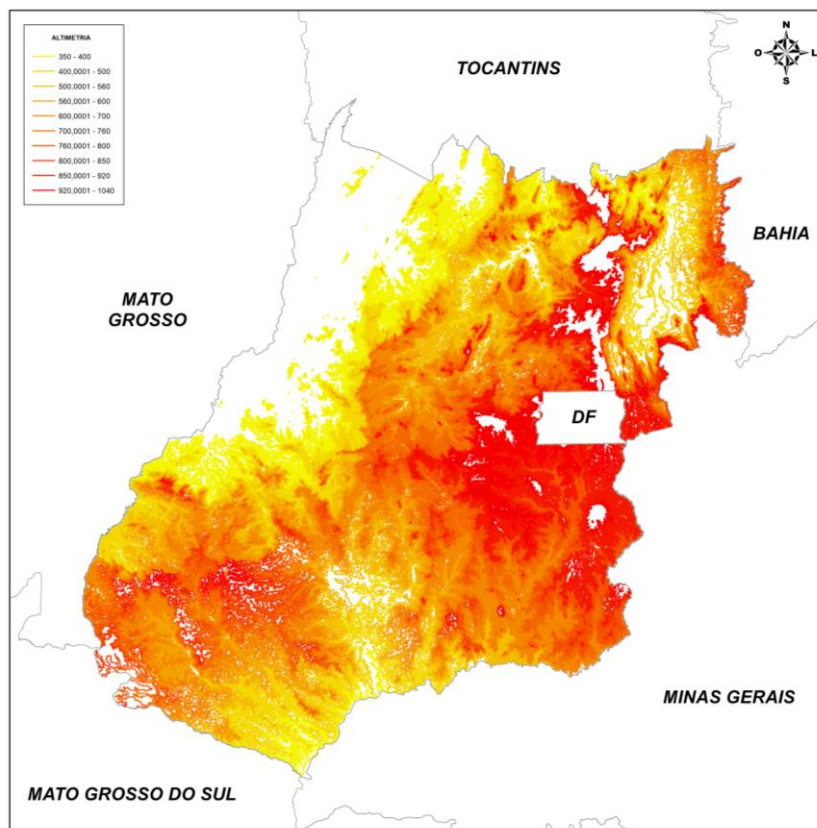 ALTIMETRIA
350 - 400
400,0001 - 500
500,0001 - 560
560,0001 - 600
600,0001 - 700
700,0001 - 760
760,0001 - 800
800,0001 - 850
850,0001 - 920
920,0001 - 1040
N
O
L
S
TOCANTINS
BAHIA
MATO
GROSSO
DF
MINAS GERAIS
MATO GROSSO DO SUL